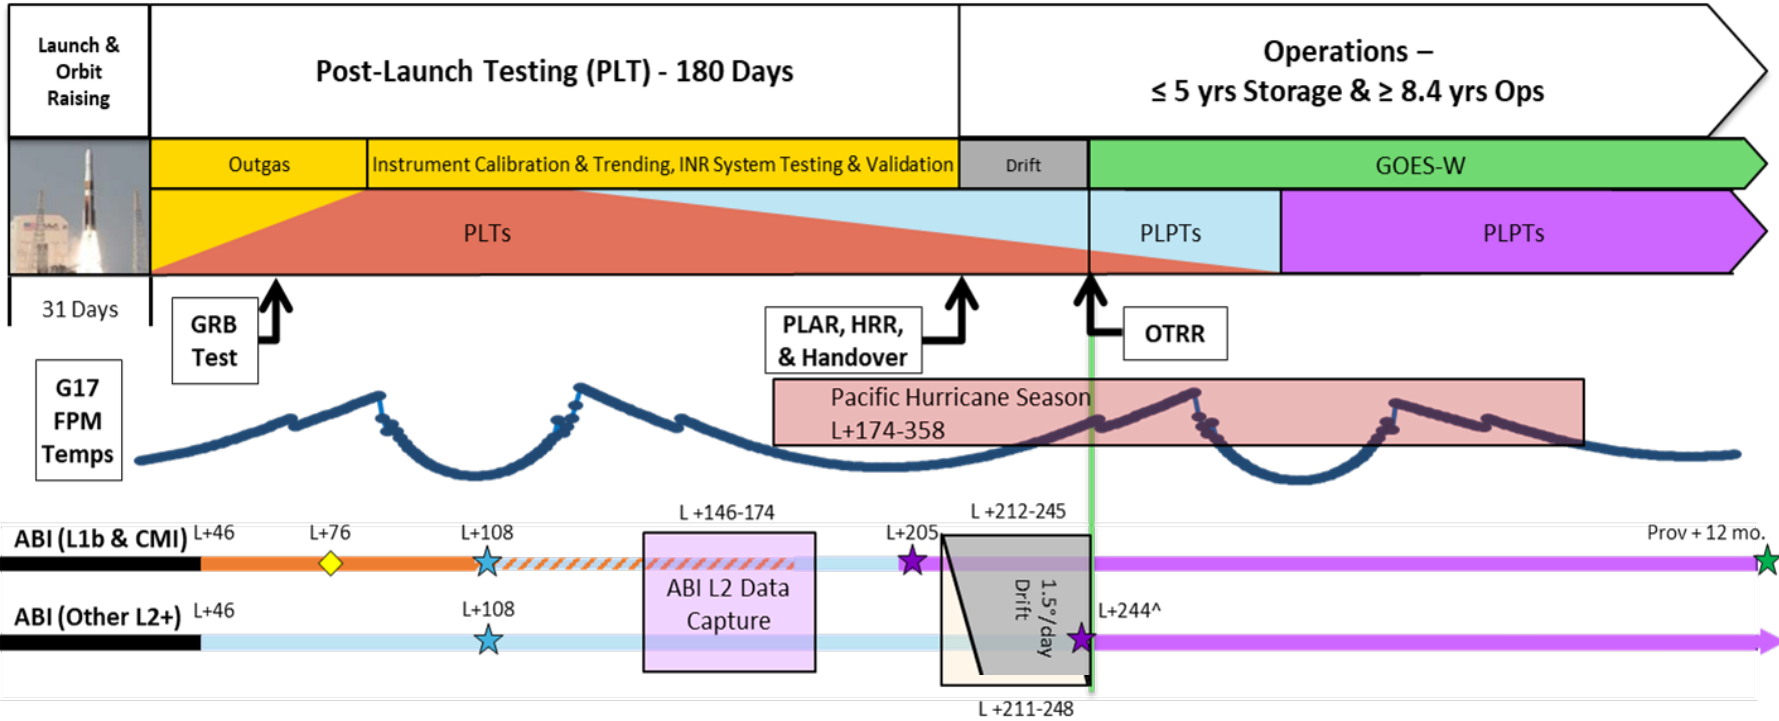 Launch &
Orbit
Raising
Post-Launch Testing (PLT) - 180 Days
Operations –
≤ 5 yrs Storage & ≥ 8.4 yrs Ops
Outgas
Instrument Calibration & Trending, INR System Testing & Validation
Drift
GOES-W
PLTs
PLPTs
PLPTs
31 Days
GRB
Test
PLAR, HRR,
& Handover
OTRR
G17
FPM
Temps
Pacific Hurricane Season
L+174-358
L +146-174
L +212-245
ABI (L1b & CMI)
L+46
L+76
L+108
L+205
Prov + 12 mo.
ABI L2 Data
Capture
1.5°/day
Drift
ABI (Other L2+)
L+46
L+108
L+244^
L +211-248